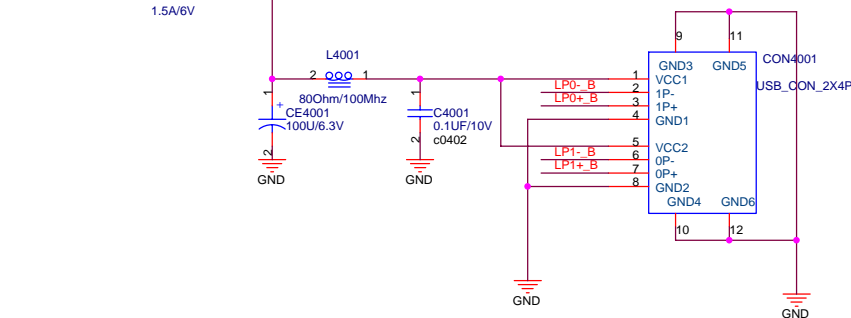 1.5A/6V
9
11
L4001
GND3
GND5
CON4001
2
1
1
VCC1
USB_CON_2X4P
LP0-_B
2
1P-
80Ohm/100Mhz
LP0+_B
3
1P+
1
+
CE4001
100U/6.3V
1
C4001
0.1UF/10V
c0402
4
GND1
2
2
5
VCC2
LP1-_B
6
0P-
LP1+_B
7
0P+
GND
GND
8
GND2
GND4
GND6
10
12
GND
GND